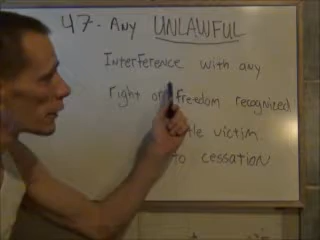 47- Any UNLAWFUL
Interference with any
right or freedom recognized
victim
to cessation